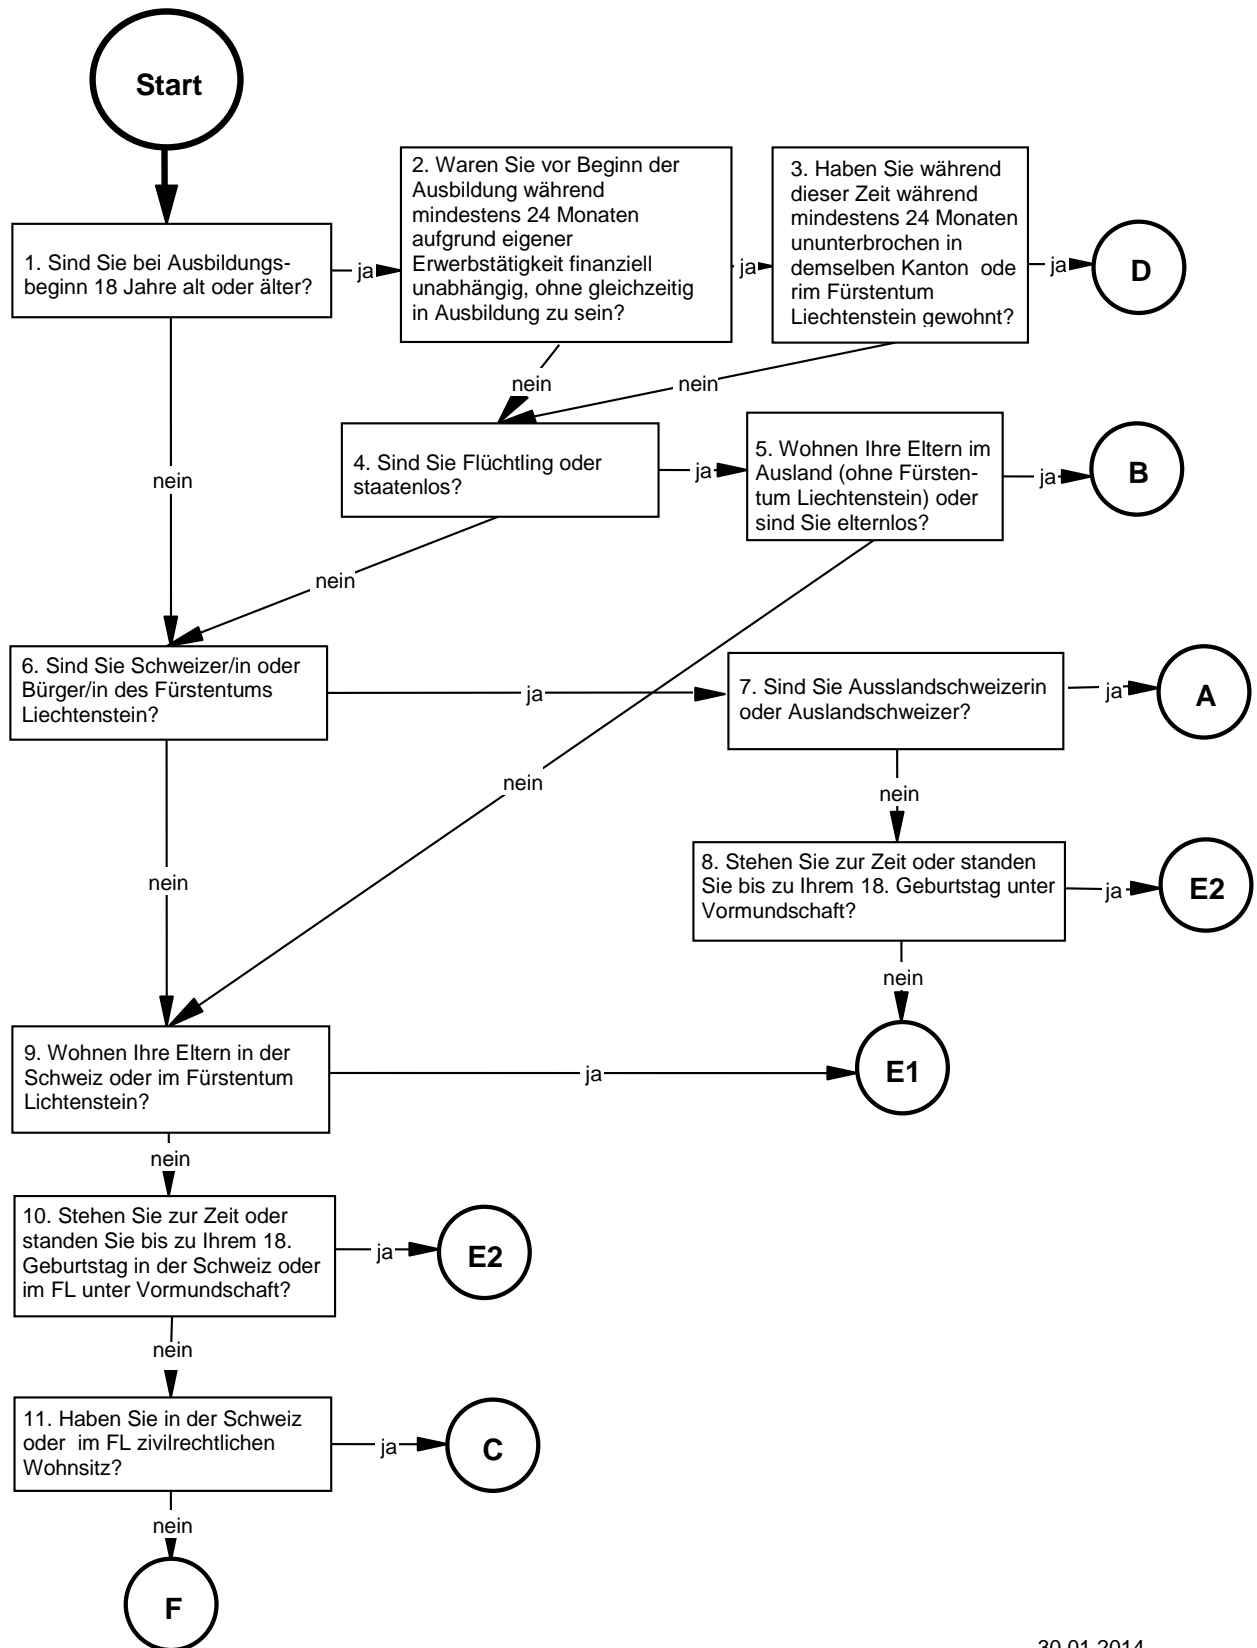 Start
1. Sind Sie bei Ausbildungs-
beginn 18 Jahre alt oder älter?
ja
2. Waren Sie vor Beginn der
Ausbildung während
mindestens 24 Monaten
aufgrund eigener
Erwerbstätigkeit finanziell
unabhängig, ohne gleichzeitig
in Ausbildung zu sein?
ja
3. Haben Sie während
dieser Zeit während
mindestens 24 Monaten
ununterbrochen in
demselben Kanton ode
rim Fürstentum
Liechtenstein gewohnt?
ja
D
nein
nein
nein
4. Sind Sie Flüchtling oder
staatenlos?
ja
5. Wohnen Ihre Eltern im
Ausland (ohne Fürsten-
tum Liechtenstein) oder
sind Sie elternlos?
ja
B
nein
6. Sind Sie Schweizer/in oder
Bürger/in des Fürstentums
Liechtenstein?
ja
7. Sind Sie Ausslandschweizerin
oder Auslandschweizer?
ja
A
nein
nein
nein
8. Stehen Sie zur Zeit oder standen
Sie bis zu Ihrem 18. Geburtstag unter
Vormundschaft?
ja
E2
nein
9. Wohnen Ihre Eltern in der
Schweiz oder im Fürstentum
Lichtenstein?
ja
E1
nein
10. Stehen Sie zur Zeit oder
standen Sie bis zu Ihrem 18.
Geburtstag in der Schweiz oder
im FL unter Vormundschaft?
ja
E2
nein
11. Haben Sie in der Schweiz
oder im FL zivilrechtlichen
Wohnsitz?
ja
C
nein
F
30.01.2014